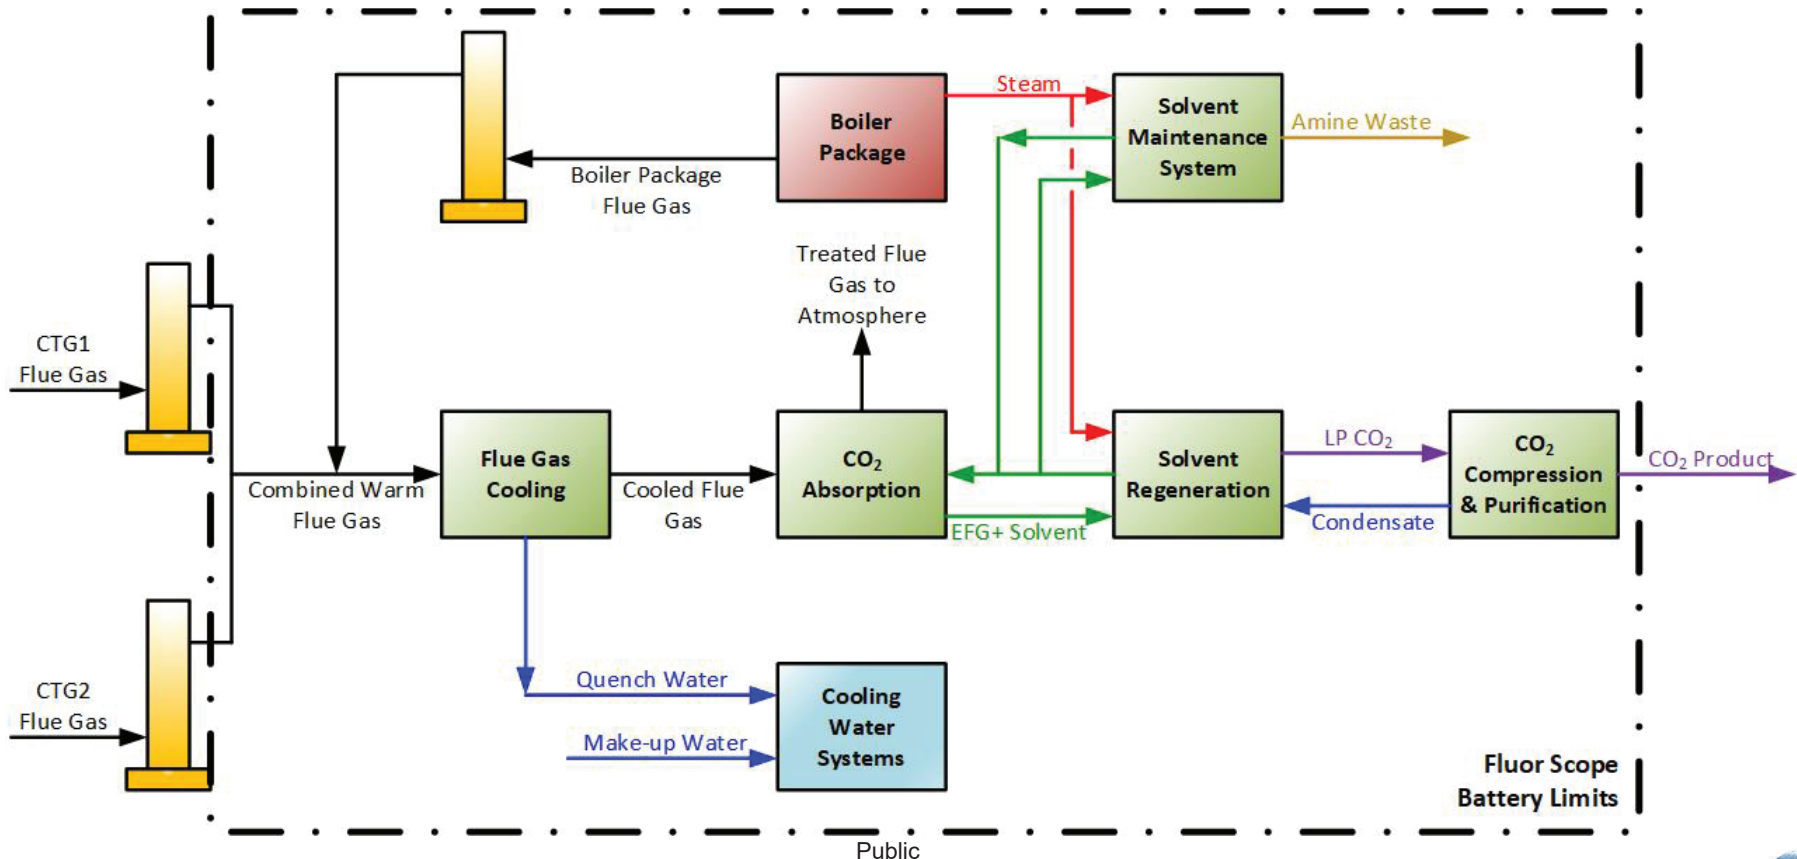 Steam
Boiler
Package
Solvent
Maintenance
System
Amine Waste
Boiler Package
Flue Gas
Treated Flue
Gas to
Atmosphere
CTG1
Flue Gas
Combined Warm
Flue Gas
Flue Gas
Cooling
Cooled Flue
Gas
CO₂
Absorption
EFG+ Solvent
Solvent
Regeneration
LP CO₂
Condensate
CO₂
Compression
& Purification
CO₂ Product
CTG2
Flue Gas
Quench Water
Make-up Water
Cooling
Water
Systems
Fluor Scope
Battery Limits
Public